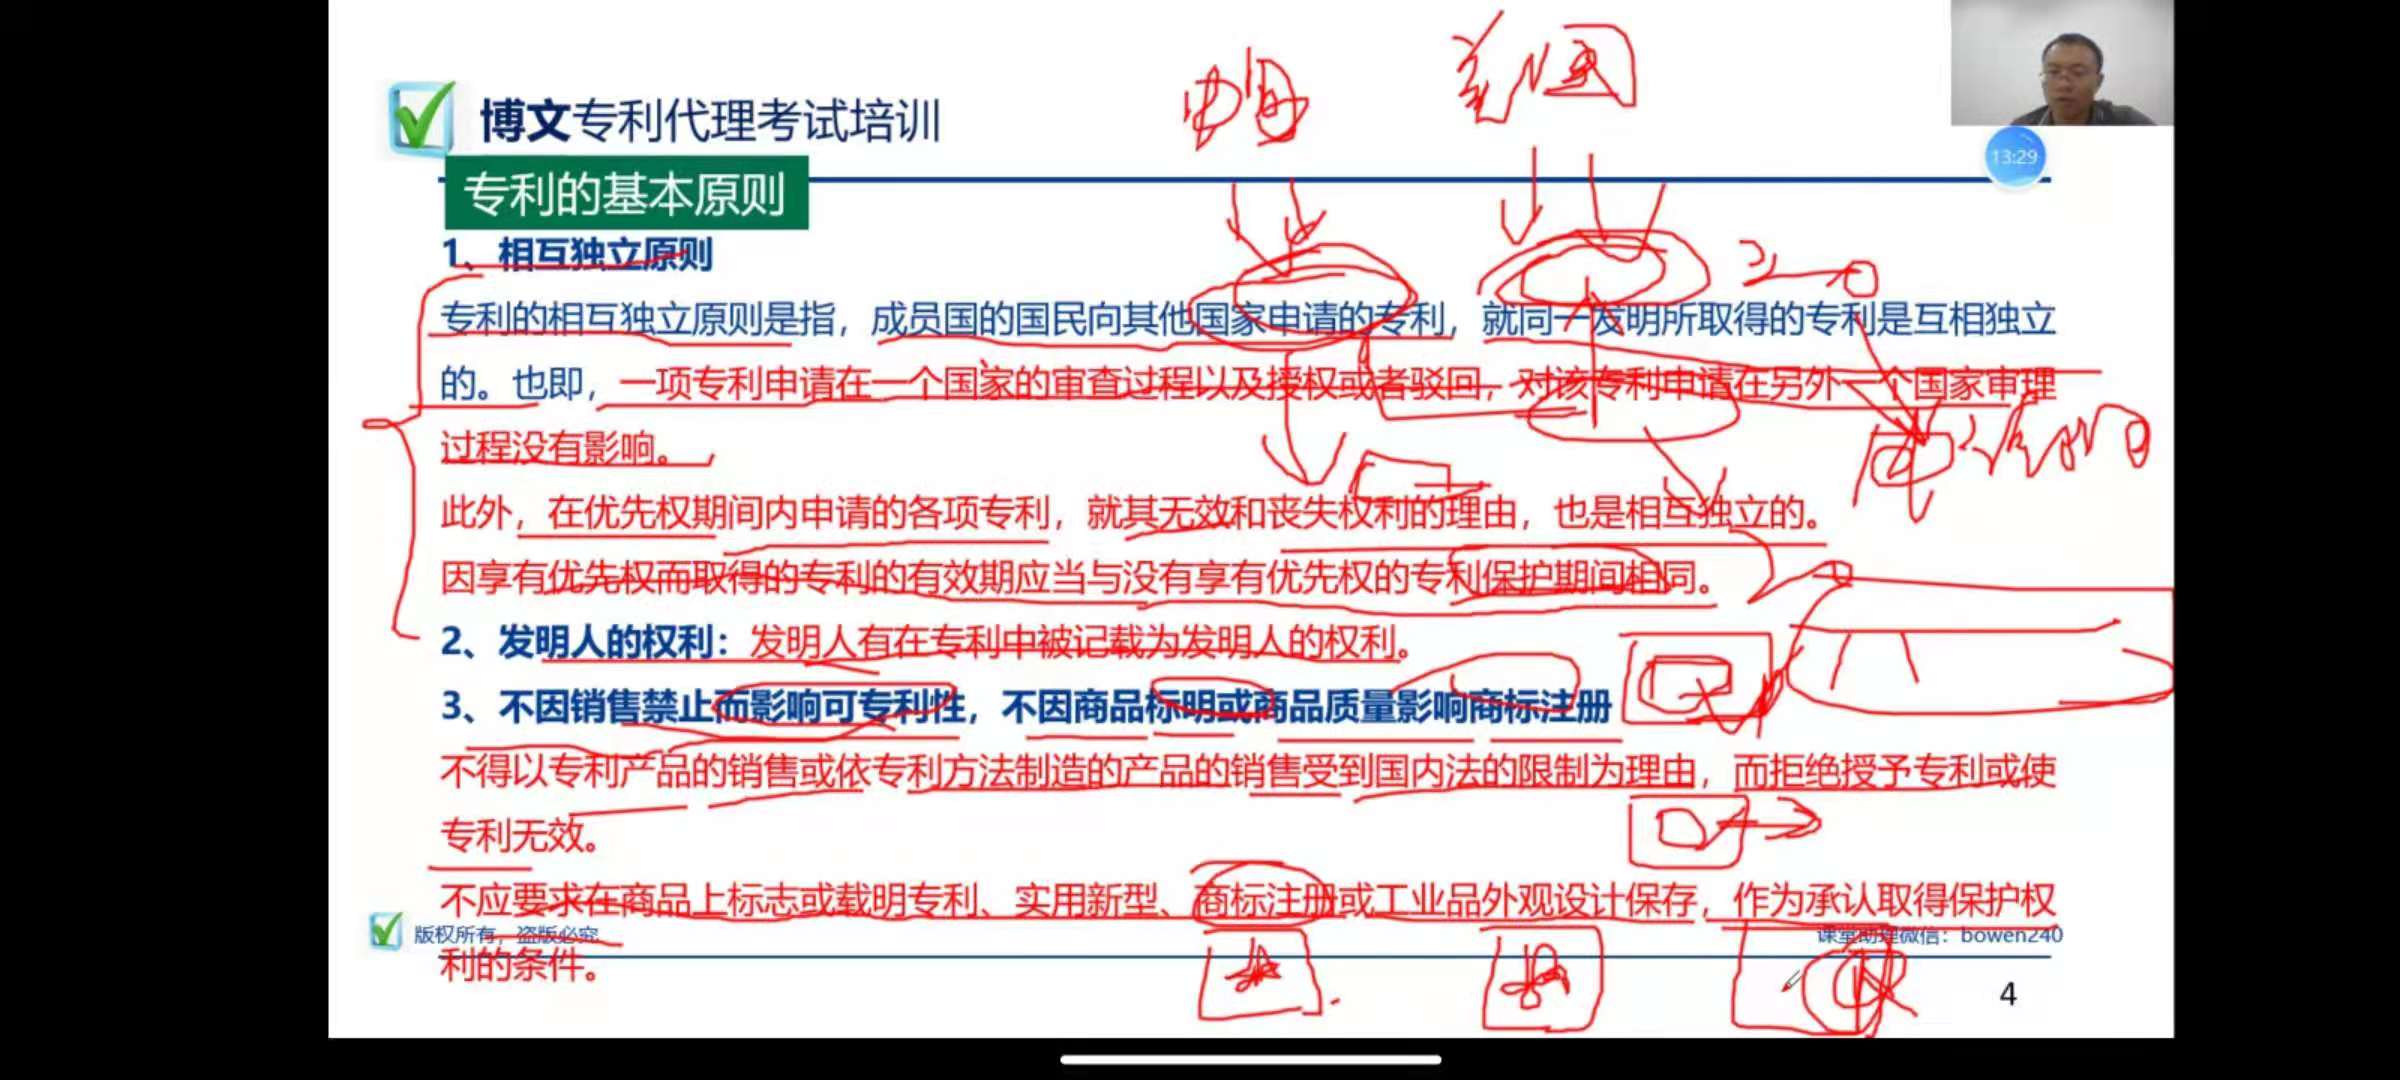 中国
美国
博文专利代理考试培训
13:29
专利的基本原则
1、相互独立原则
专利的相互独立原则是指，成员国的国民向其他国家申请的专利，就同一发明所取得的专利是互相独立
的。也即，一项专利申请在一个国家的审查过程以及授权或者驳回，对该专利申请在另外一个国家审理
过程没有影响。
此外，在优先权期间内申请的各项专利，就其无效和丧失权利的理由，也是相互独立的。
因享有优先权而取得的专利的有效期应当与没有享有优先权的专利保护期间相同。
2、发明人的权利：发明人有在专利中被记载为发明人的权利。
3、不因销售禁止而影响可专利性，不因商品标明或商品质量影响商标注册
不得以专利产品的销售或依专利方法制造的产品的销售受到国内法的限制为理由，而拒绝授予专利或使
专利无效。
不应要求在商品上标志或载明专利、实用新型、商标注册或工业品外观设计保存，作为承认取得保护权
利的条件。
版权所有，盗版必究
课堂助理微信：bowen240
4